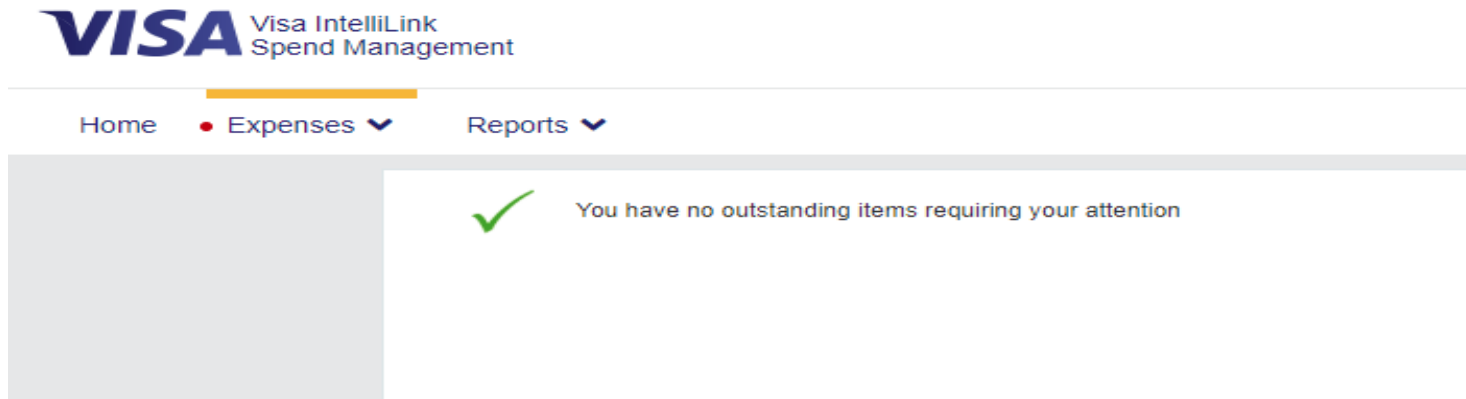 VISA
Visa IntelliLink
Spend Management
Home Expenses Reports
You have no outstanding items requiring your attention